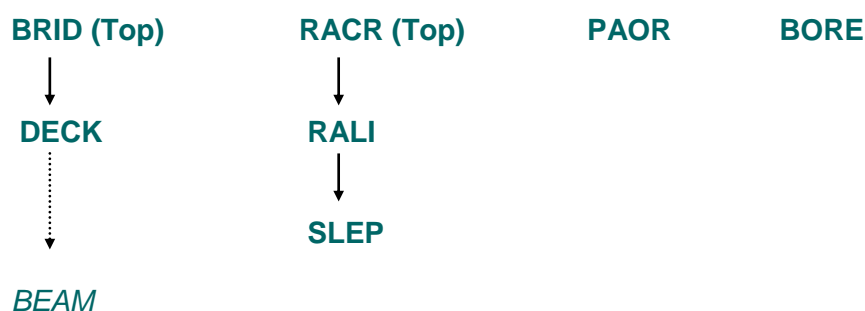 BRID (Top) RACR (Top) PAOR BORE
DECK RALI
SLEP
BEAM